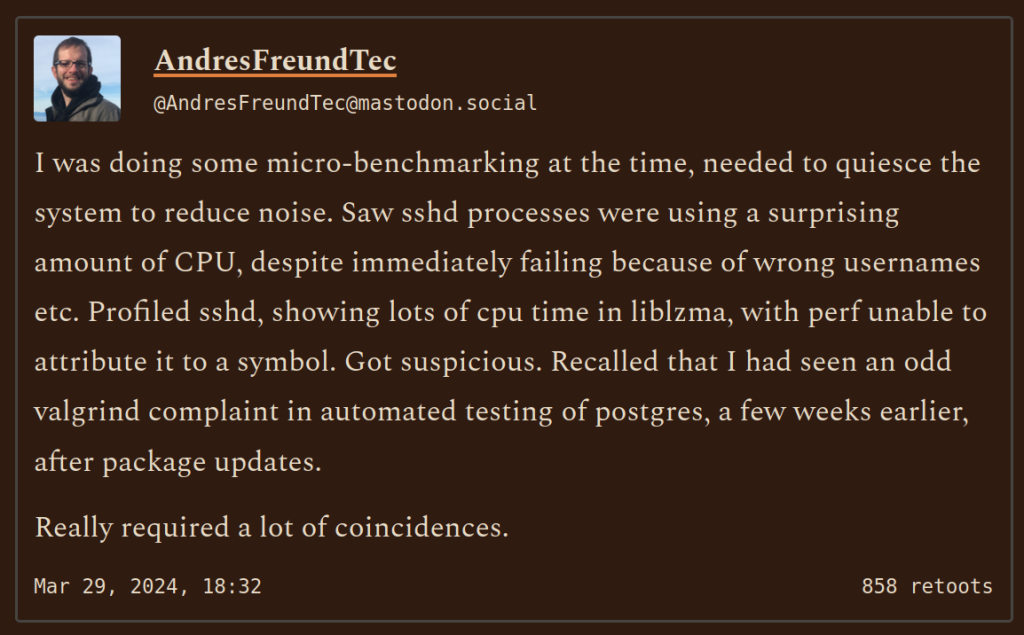 AndresFreundTec
@AndresFreundTec@mastodon.social
I was doing some micro-benchmarking at the time, needed to quiesce the
system to reduce noise. Saw sshd processes were using a surprising
amount of CPU, despite immediately failing because of wrong usernames
etc. Profiled sshd, showing lots of cpu time in liblzma, with perf unable to
attribute it to a symbol. Got suspicious. Recalled that I had seen an odd
valgrind complaint in automated testing of postgres, a few weeks earlier,
after package updates.
Really required a lot of coincidences.
Mar 29, 2024, 18:32
858 retoots